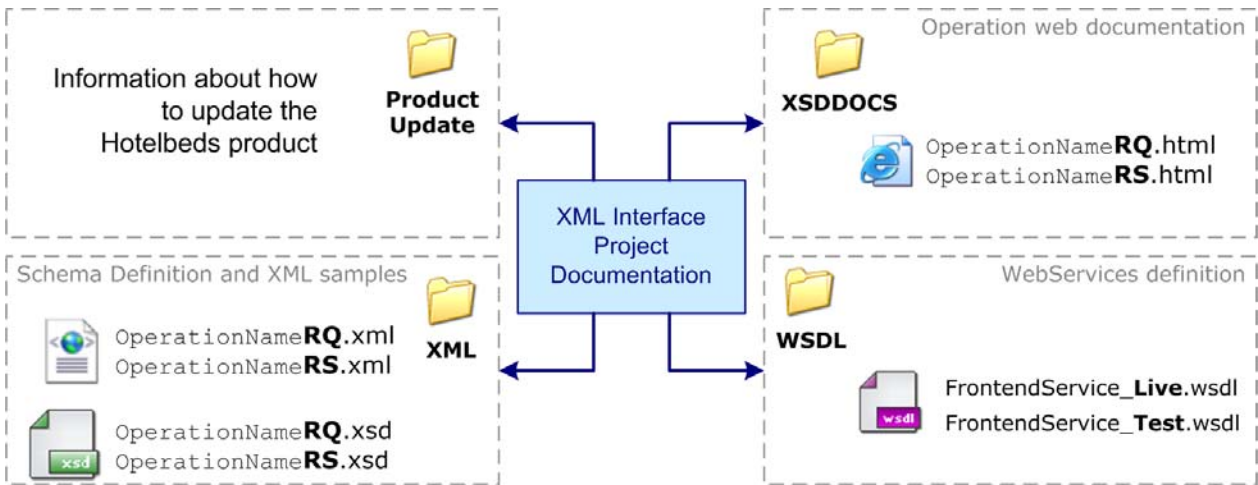 Information about how
to update the
Hotelbeds product
Product
Update
Operation web documentation
XSDDOCS
OperationNameRQ.html
OperationNameRS.html
XML Interface
Project
Documentation
Schema Definition and XML samples
OperationNameRQ.xml
OperationNameRS.xml
XML
xsd
OperationNameRQ.xsd
OperationNameRS.xsd
WebServices definition
WSDL
wsdl
FrontendService_Live.wsdl
FrontendService_Test.wsdl